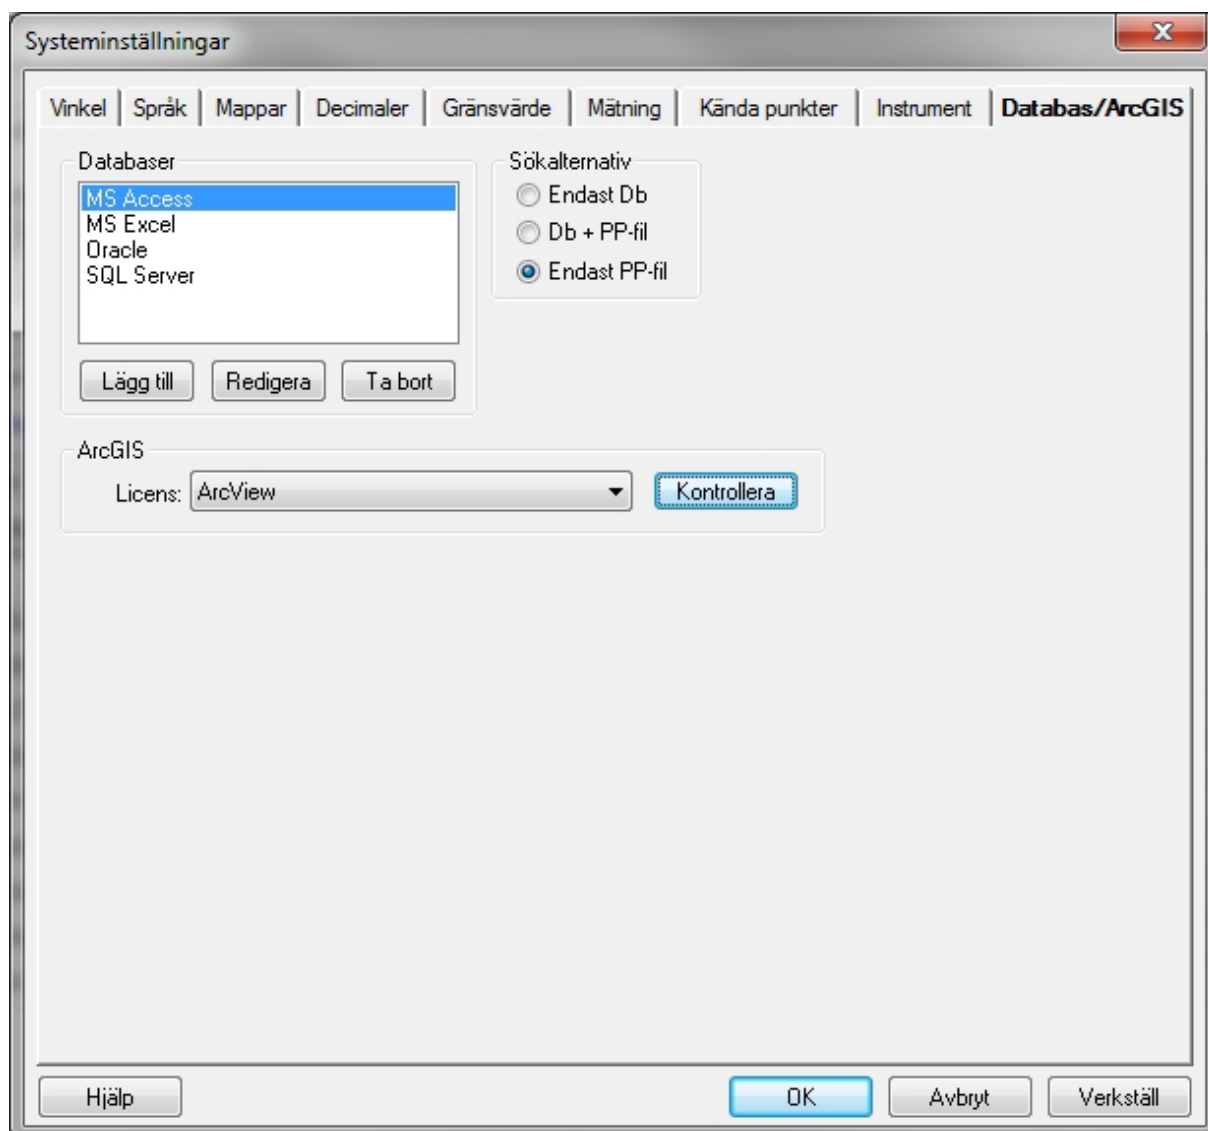 Systeminställningar
Vinkel Språk Mappar Decimaler Gränsvärde Mätning Kända punkter Instrument Databas/ArcGIS
Databaser
MS Access
MS Excel
Oracle
SQL Server
Lägg till Redigera Ta bort
Sökalternativ
Endast Db
Db + PP-fil
Endast PP-fil
ArcGIS
Licens: ArcView Kontrollera
Hjälp OK Avbryt Verkställ